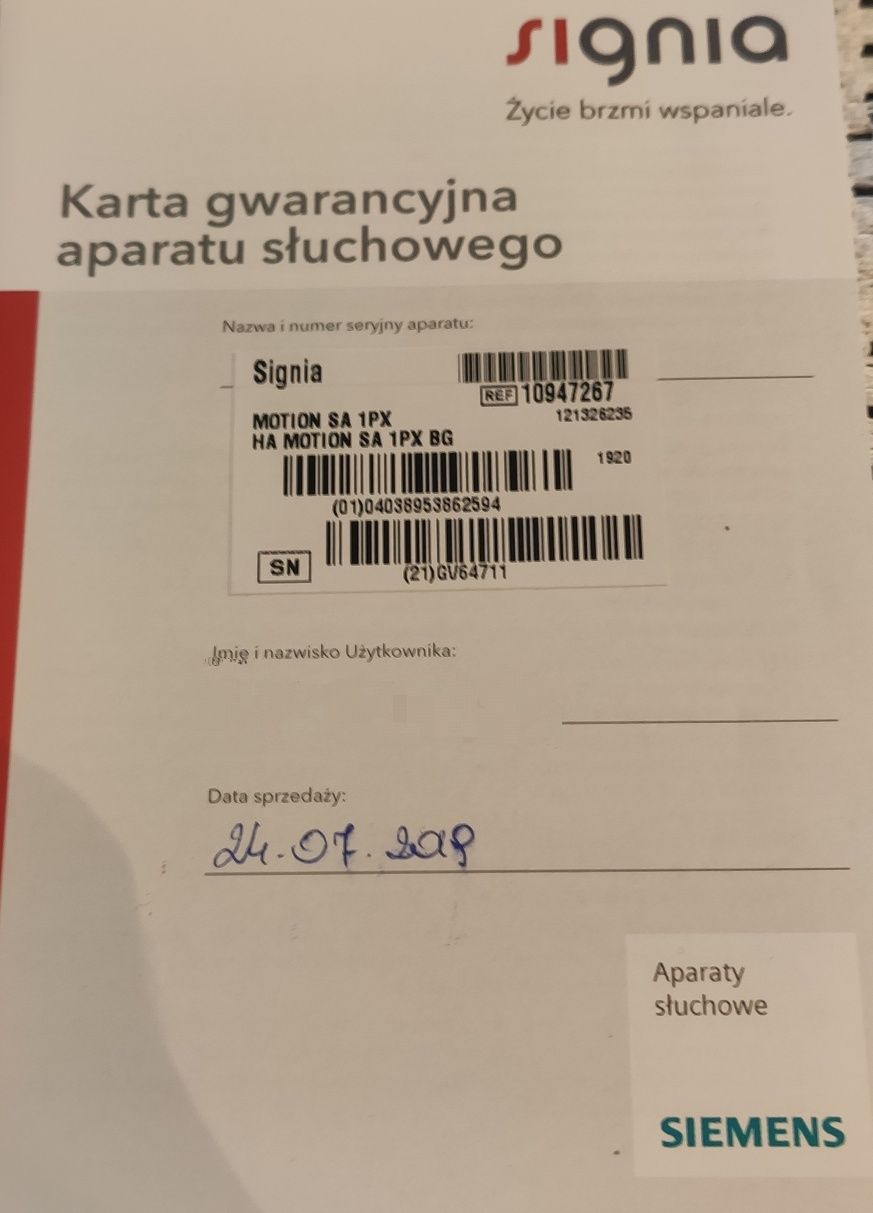 signia
Życie brzmi wspaniale.
Karta gwarancyjna
aparatu słuchowego
Nazwa i numer seryjny aparatu:
Signia
REF 10947267
MOTION SA 1PX 121326235
HA MOTION SA 1PX BG
1920
(01)04038953862594
SN
(21)GV64711
Imię i nazwisko Użytkownika:
Data sprzedaży:
24.07.2019
Aparaty
słuchowe
SIEMENS